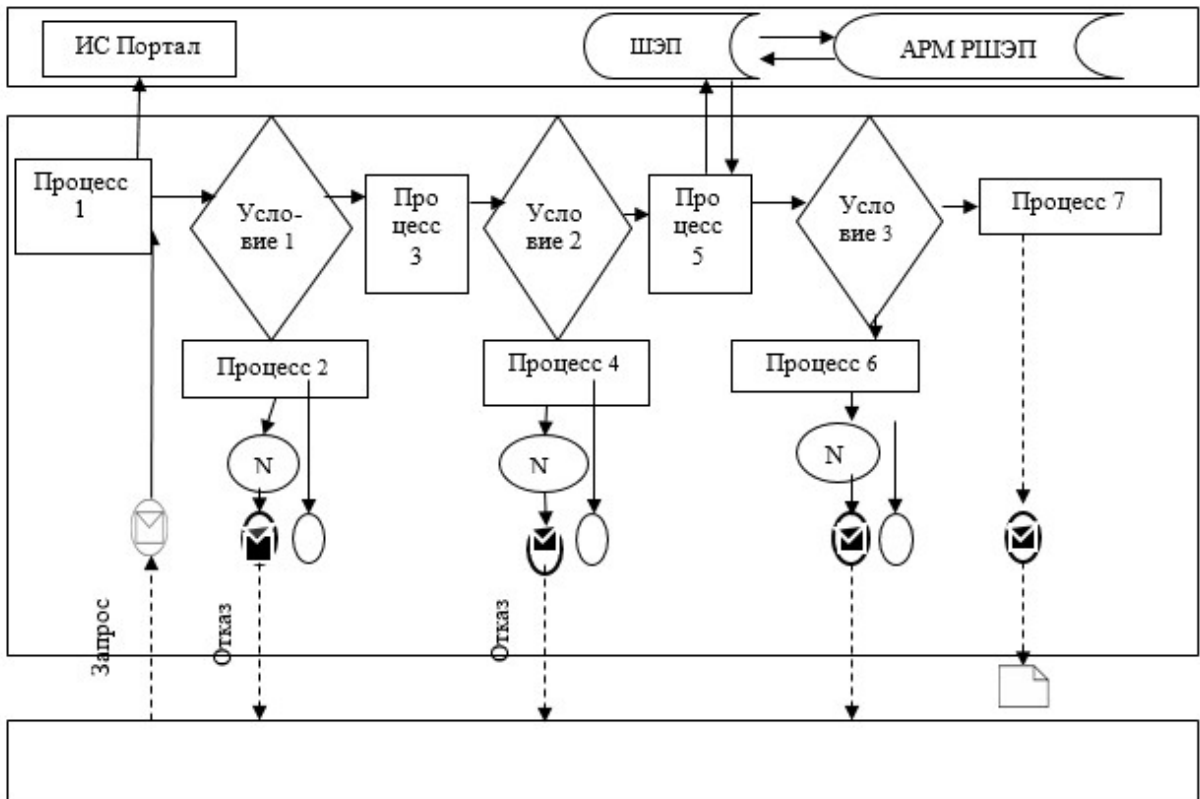 ИС Портал
ШЭП
АРМ РШЭП
Процесс
1
Усло-
вие 1
Про
цесс
3
Усло
вие 2
Про
цесс
5
Усло
вие 3
Процесс 7
Процесс 2
Процесс 4
Процесс 6
N
N
N
Запрос
Отказ
Отказ